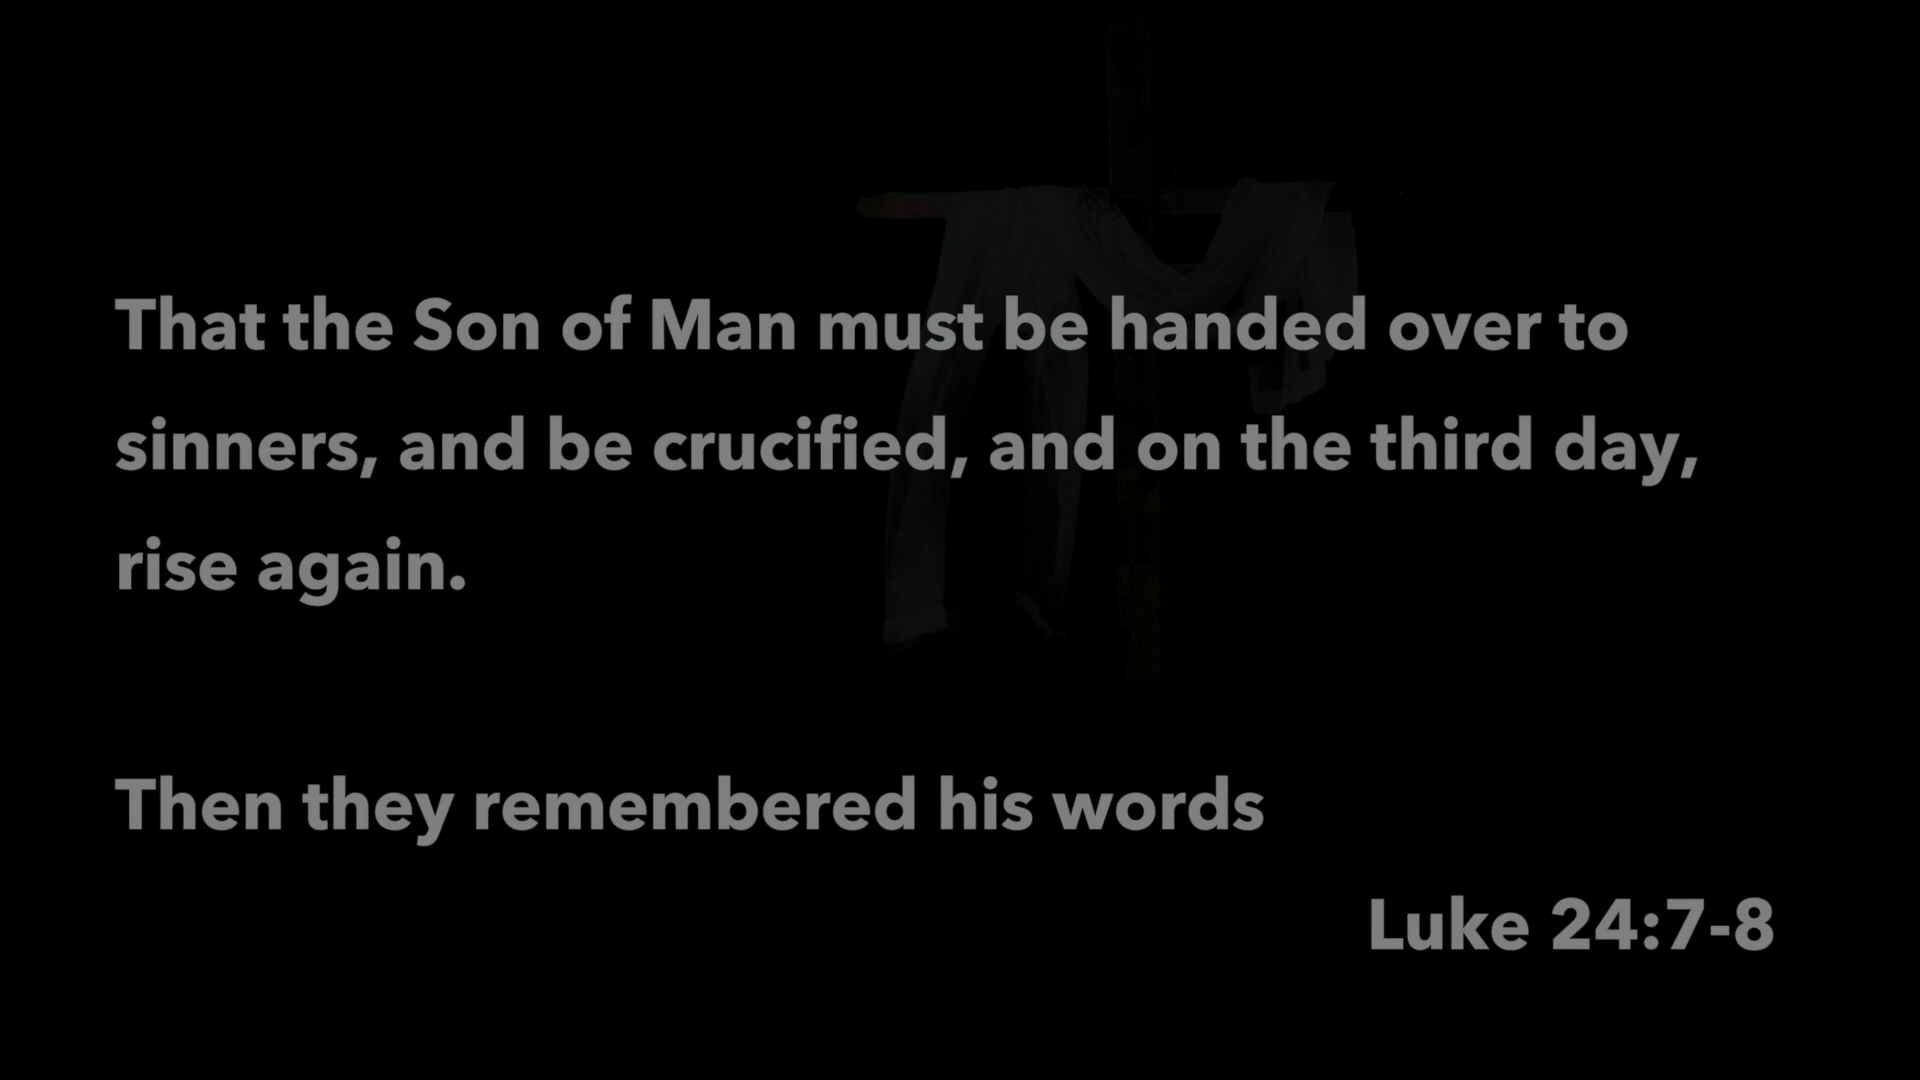 That the Son of Man must be handed over to
sinners, and be crucified, and on the third day,
rise again.
Then they remembered his words
Luke 24:7-8